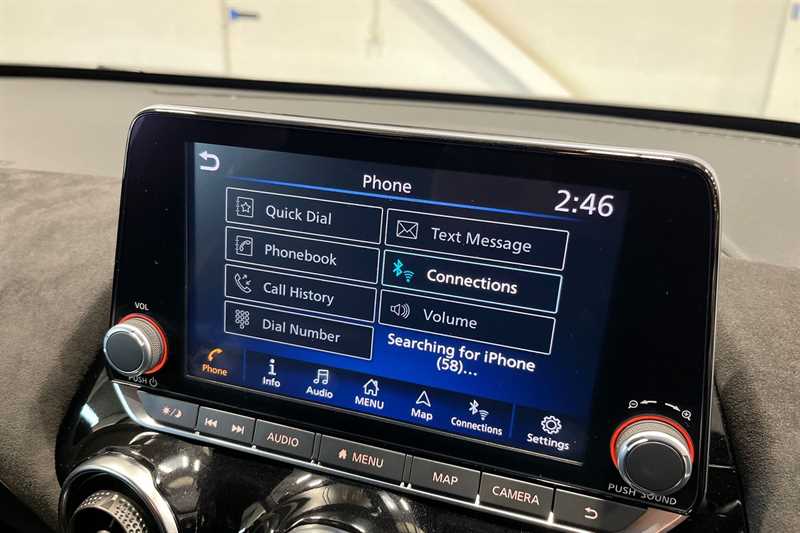 Phone
2:46
Quick Dial
Text Message
Phonebook
Connections
Call History
Volume
Dial Number
Searching for iPhone
(58)...
Phone
Info
Audio
MENU
Map
Connections
Settings
VOL
PUSH
AUDIO
MENU
MAP
CAMERA
PUSH SOUND